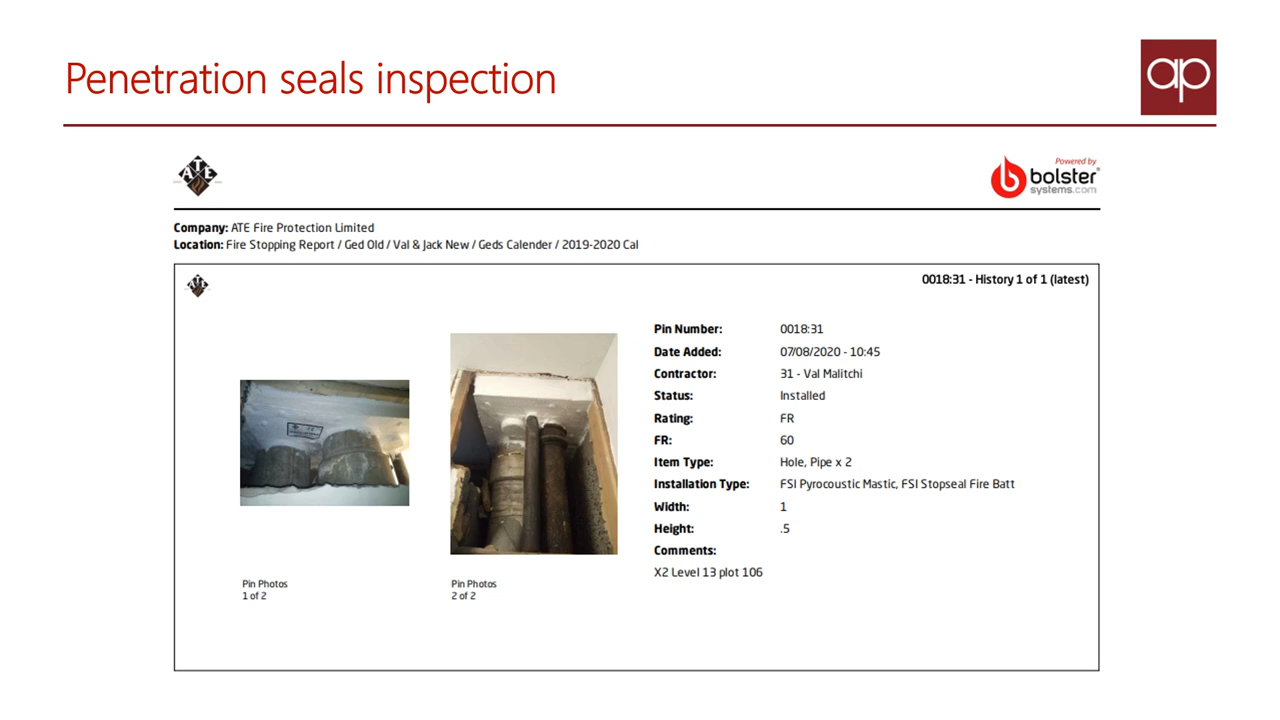 Penetration seals inspection
ap
ATE
Powered by
bolster
systems.com
Company: ATE Fire Protection Limited
Location: Fire Stopping Report / Ged Old / Val & Jack New / Geds Calender / 2019-2020 Cal
ATE
0018:31 - History 1 of 1 (latest)
Pin Number: 0018:31
Date Added: 07/08/2020 - 10:45
Contractor: 31 - Val Malitchi
Status: Installed
Rating: FR
FR: 60
Item Type: Hole, Pipe x 2
Installation Type: FSI Pyrocoustic Mastic, FSI Stopseal Fire Batt
Width: 1
Height: .5
Comments:
X2 Level 13 plot 106
Pin Photos
1 of 2
Pin Photos
2 of 2